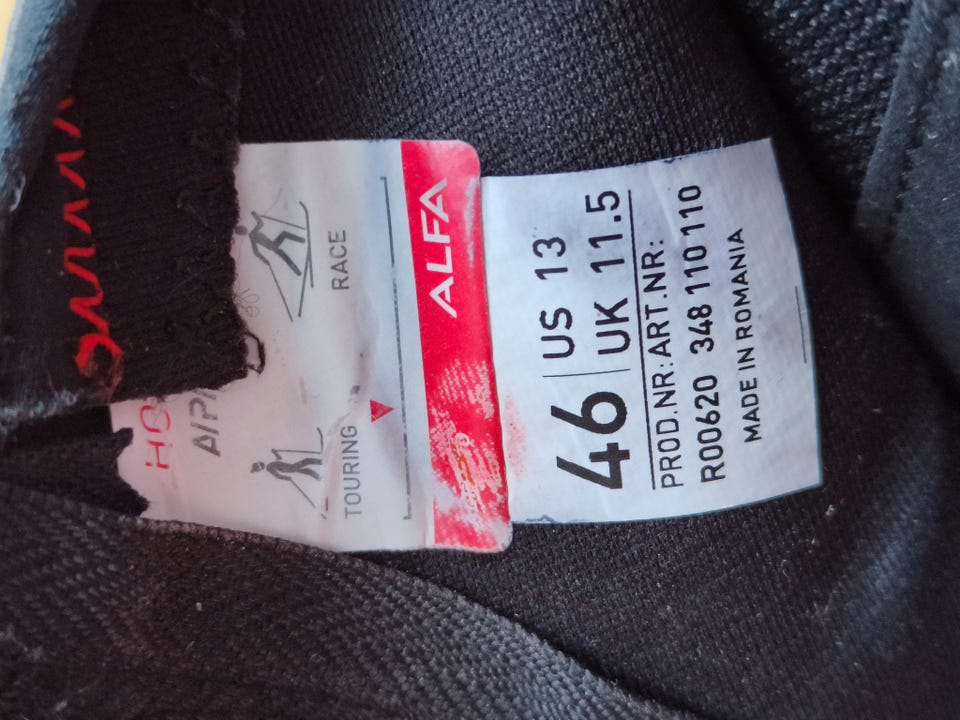 RACE
TOURING
ALFA
46
US 13
UK 11.5
PROD.NR:ART.NR:
R00620 348 110 110
MADE IN ROMANIA